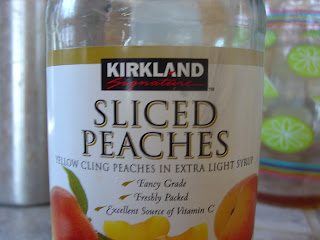 KIRKLAND
Signature
™
SLICED
PEACHES
YELLOW CLING PEACHES IN EXTRA LIGHT SYRUP
✓ Fancy Grade
✓ Freshly Packed
✓ Excellent Source of Vitamin C